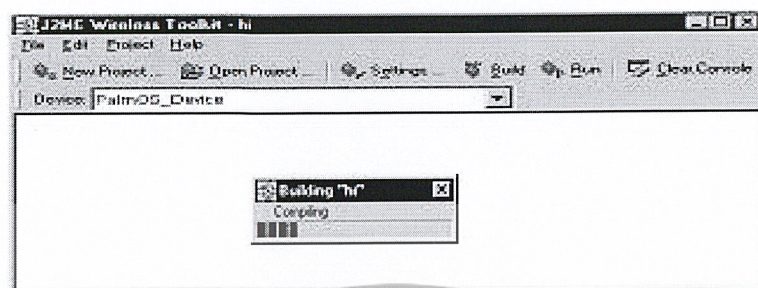 J2ME Wireless Toolkit - hi
File Edit Project Help
New Project ... Open Project ... Settings ... Build Run Clear Console
Device: PalmOS_Device
Building "hi"
Compiling